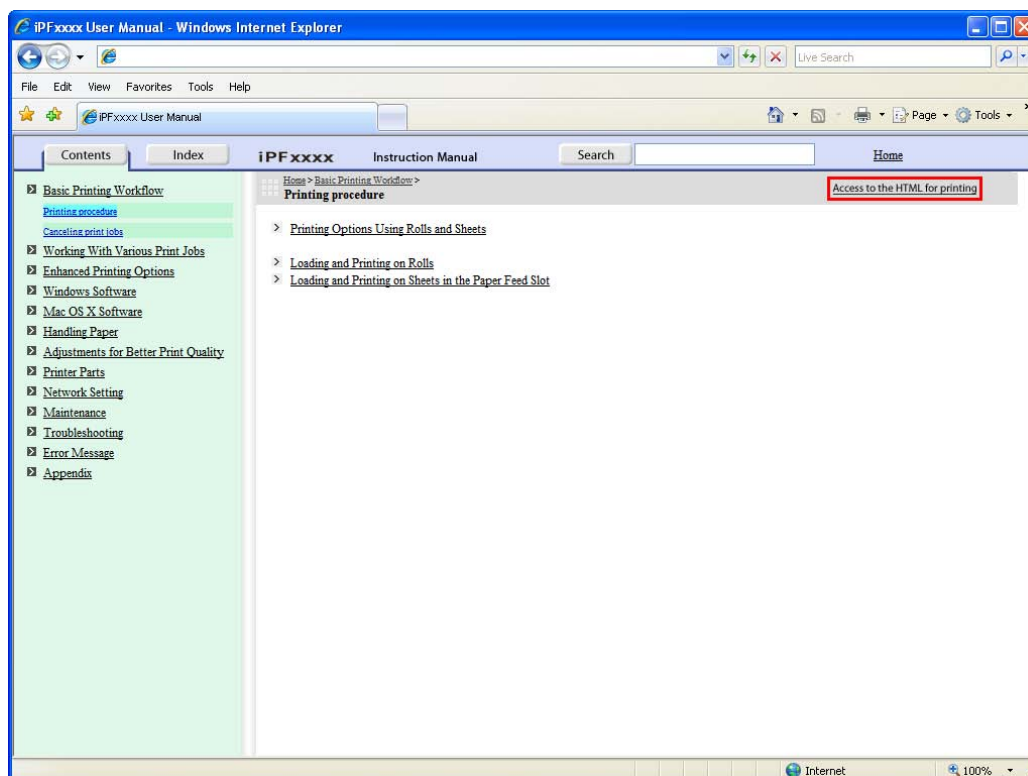 iPFxxxx User Manual - Windows Internet Explorer
Live Search
File Edit View Favorites Tools Help
iPFxxxx User Manual
Page Tools
Contents Index iPFxxxx Instruction Manual Search Home
Home > Basic Printing Workflow >
Printing procedure
Access to the HTML for printing
Basic Printing Workflow
Printing procedure
Canceling print jobs
Working With Various Print Jobs
Enhanced Printing Options
Windows Software
Mac OS X Software
Handling Paper
Adjustments for Better Print Quality
Printer Parts
Network Setting
Maintenance
Troubleshooting
Error Message
Appendix
> Printing Options Using Rolls and Sheets
> Loading and Printing on Rolls
> Loading and Printing on Sheets in the Paper Feed Slot
Internet 100%